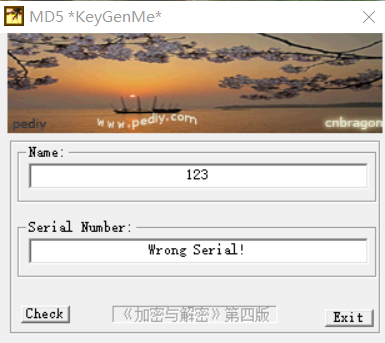 MD5 *KeyGenMe*
www.pediy.com
pediy
cnbragon
Name:
123
Serial Number:
Wrong Serial!
Check
《加密与解密》第四版
Exit